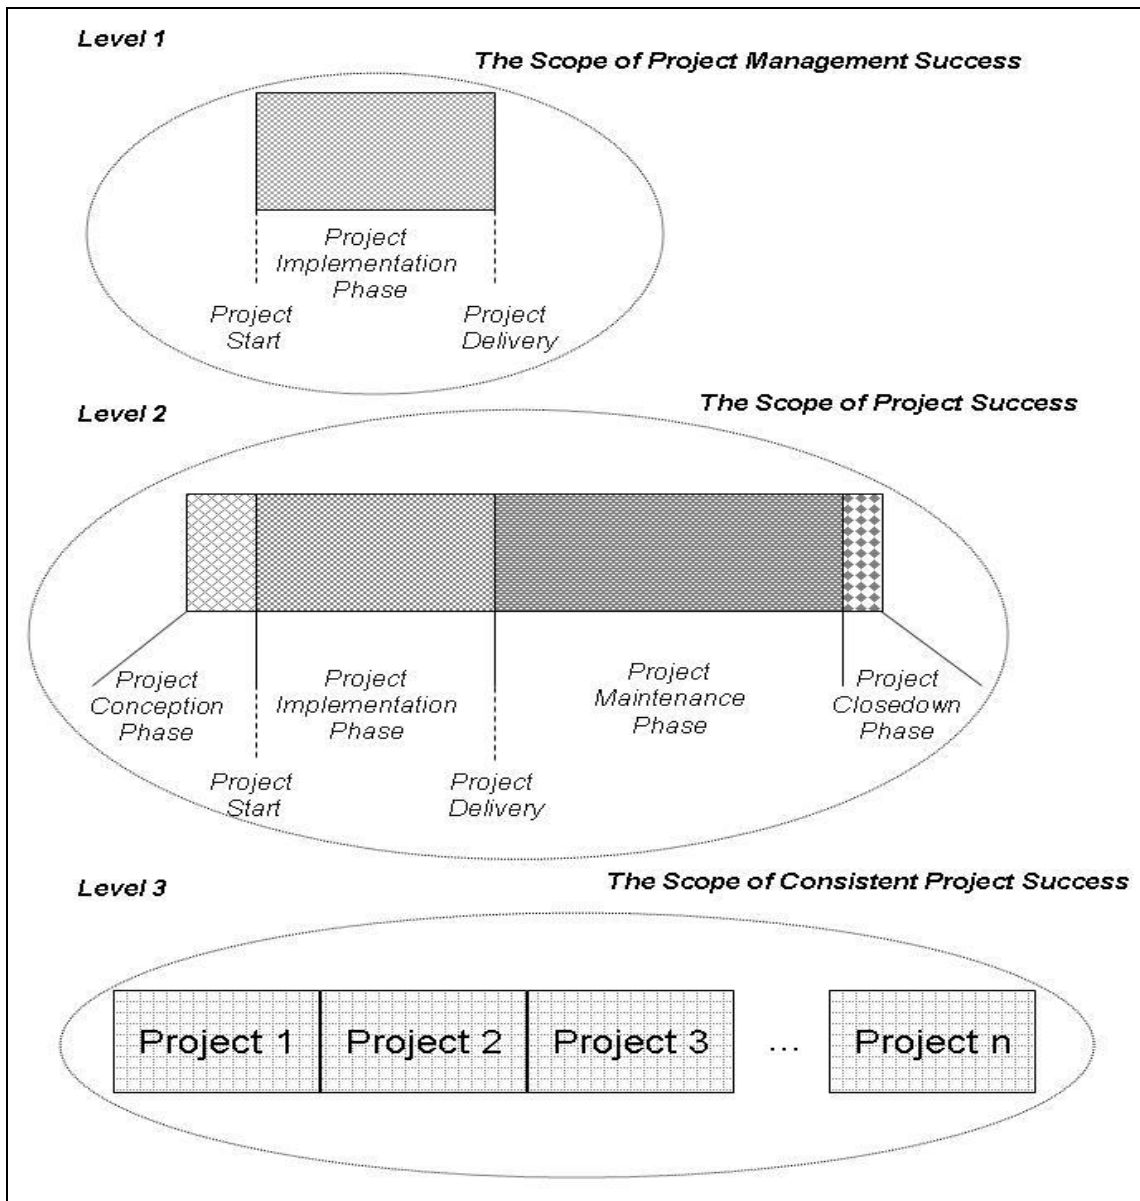 Level 1
The Scope of Project Management Success
Project
Implementation
Phase
Project
Start
Project
Delivery
Level 2
The Scope of Project Success
Project
Conception
Phase
Project
Implementation
Phase
Project
Maintenance
Phase
Project
Closedown
Phase
Project
Start
Project
Delivery
Level 3
The Scope of Consistent Project Success
Project 1
Project 2
Project 3
...
Project n